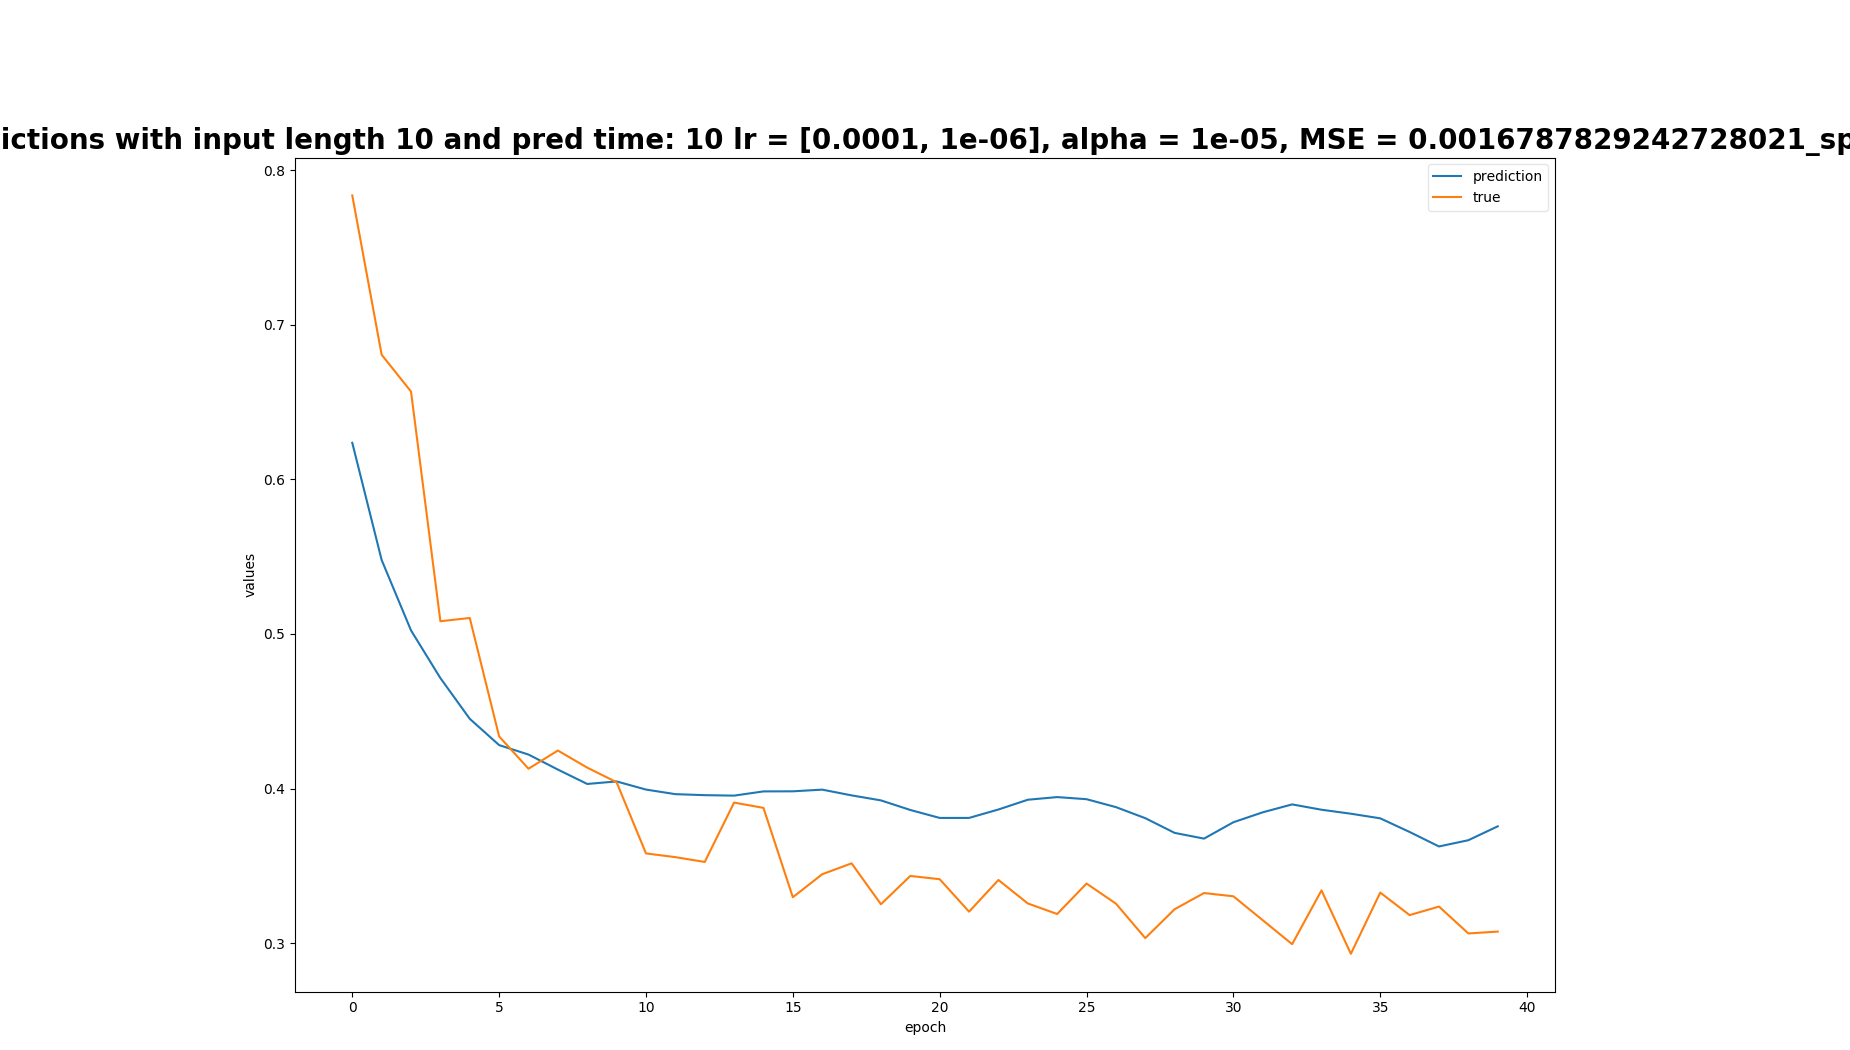 ictions with input length 10 and pred time: 10 lr = [0.0001, 1e-06], alpha = 1e-05, MSE = 0.0016787829242728021_sp
prediction
true
0.8
0.7
0.6
0.5
0.4
0.3
values
0 5 10 15 20 25 30 35 40
epoch